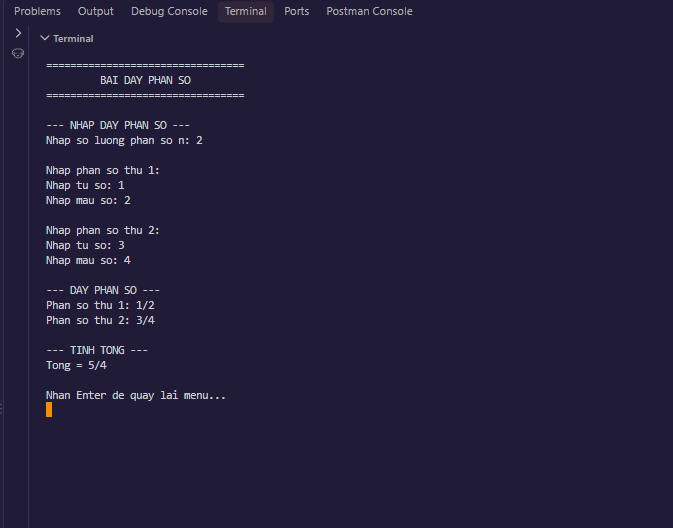 Problems Output Debug Console Terminal Ports Postman Console
Terminal
=================================
BAI DAY PHAN SO
=================================
--- NHAP DAY PHAN SO ---
Nhap so luong phan so n: 2
Nhap phan so thu 1:
Nhap tu so: 1
Nhap mau so: 2
Nhap phan so thu 2:
Nhap tu so: 3
Nhap mau so: 4
--- DAY PHAN SO ---
Phan so thu 1: 1/2
Phan so thu 2: 3/4
--- TINH TONG ---
Tong = 5/4
Nhan Enter de quay lai menu...